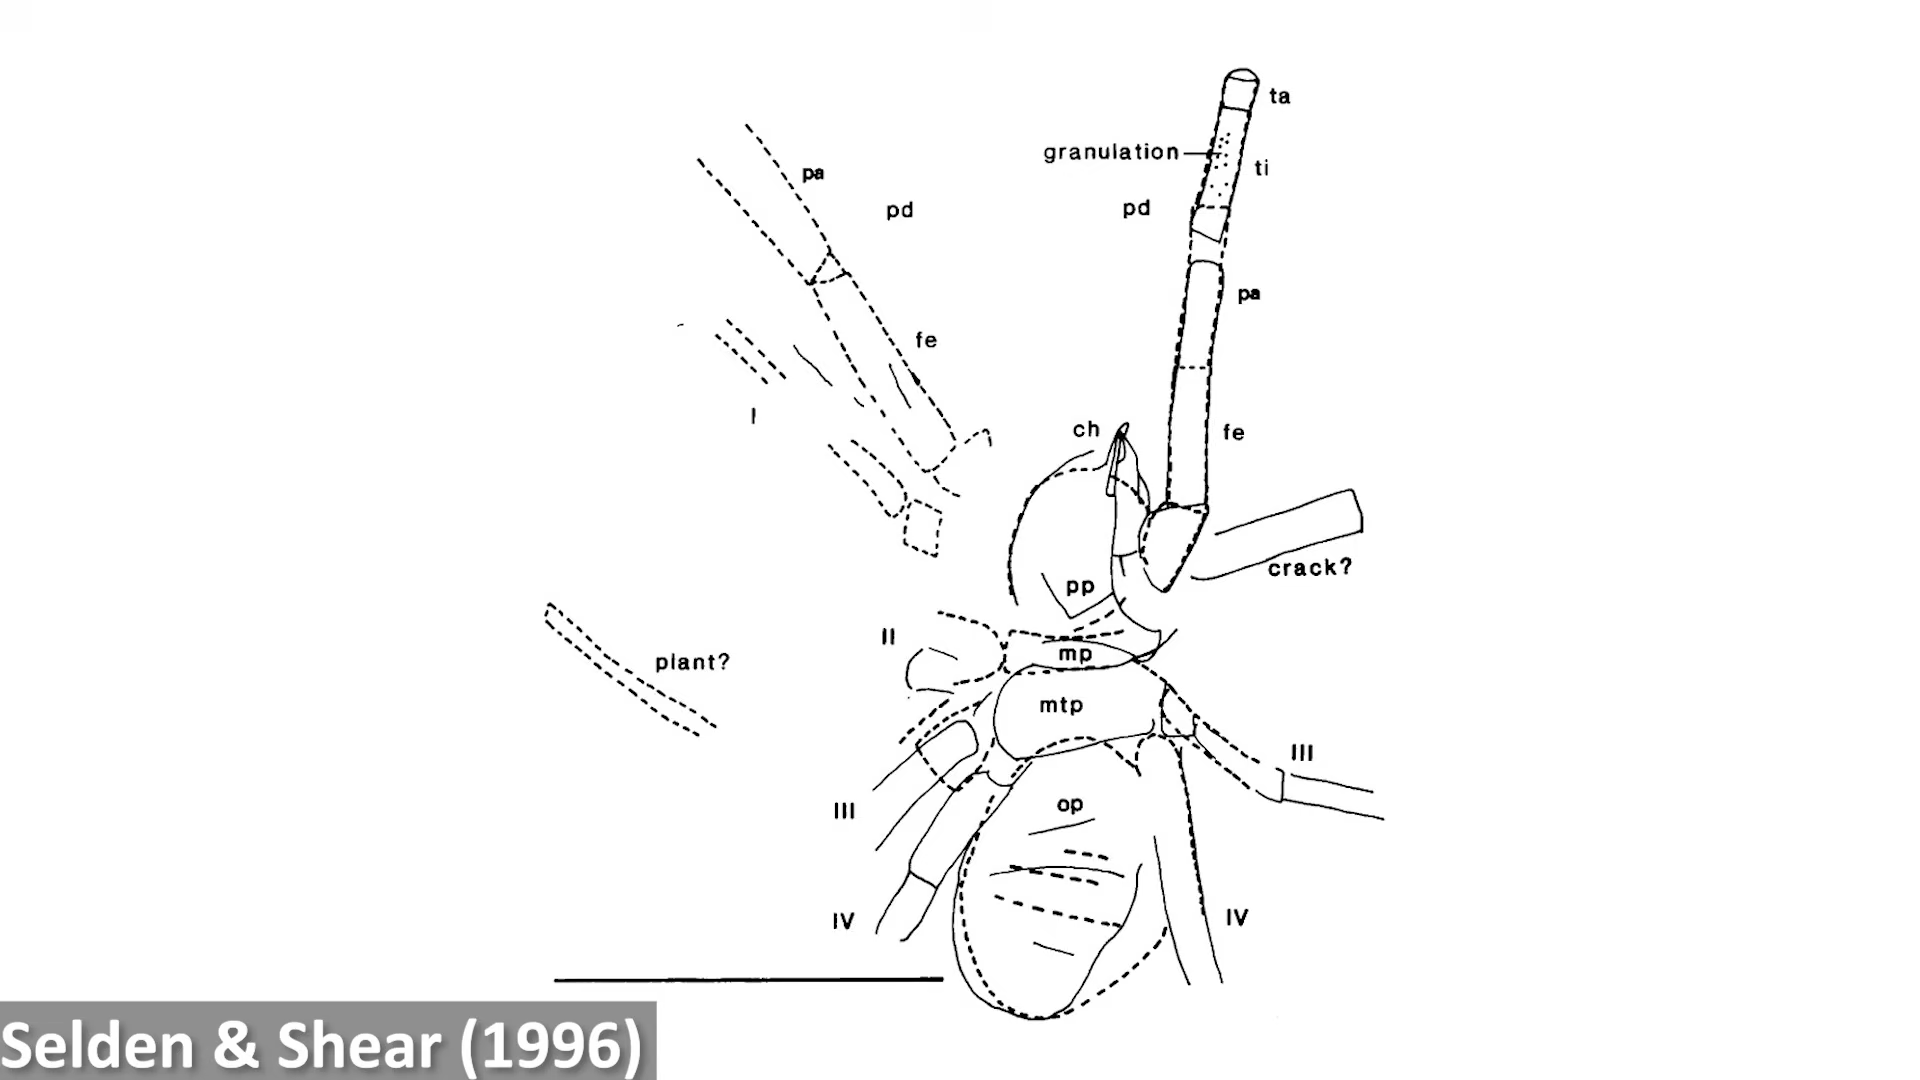 ta
granulation
ti
pa
pd
pd
pa
fe
I
ch
fe
crack?
pp
II
mp
plant?
mtp
III
III
op
IV
IV
Selden & Shear (1996)